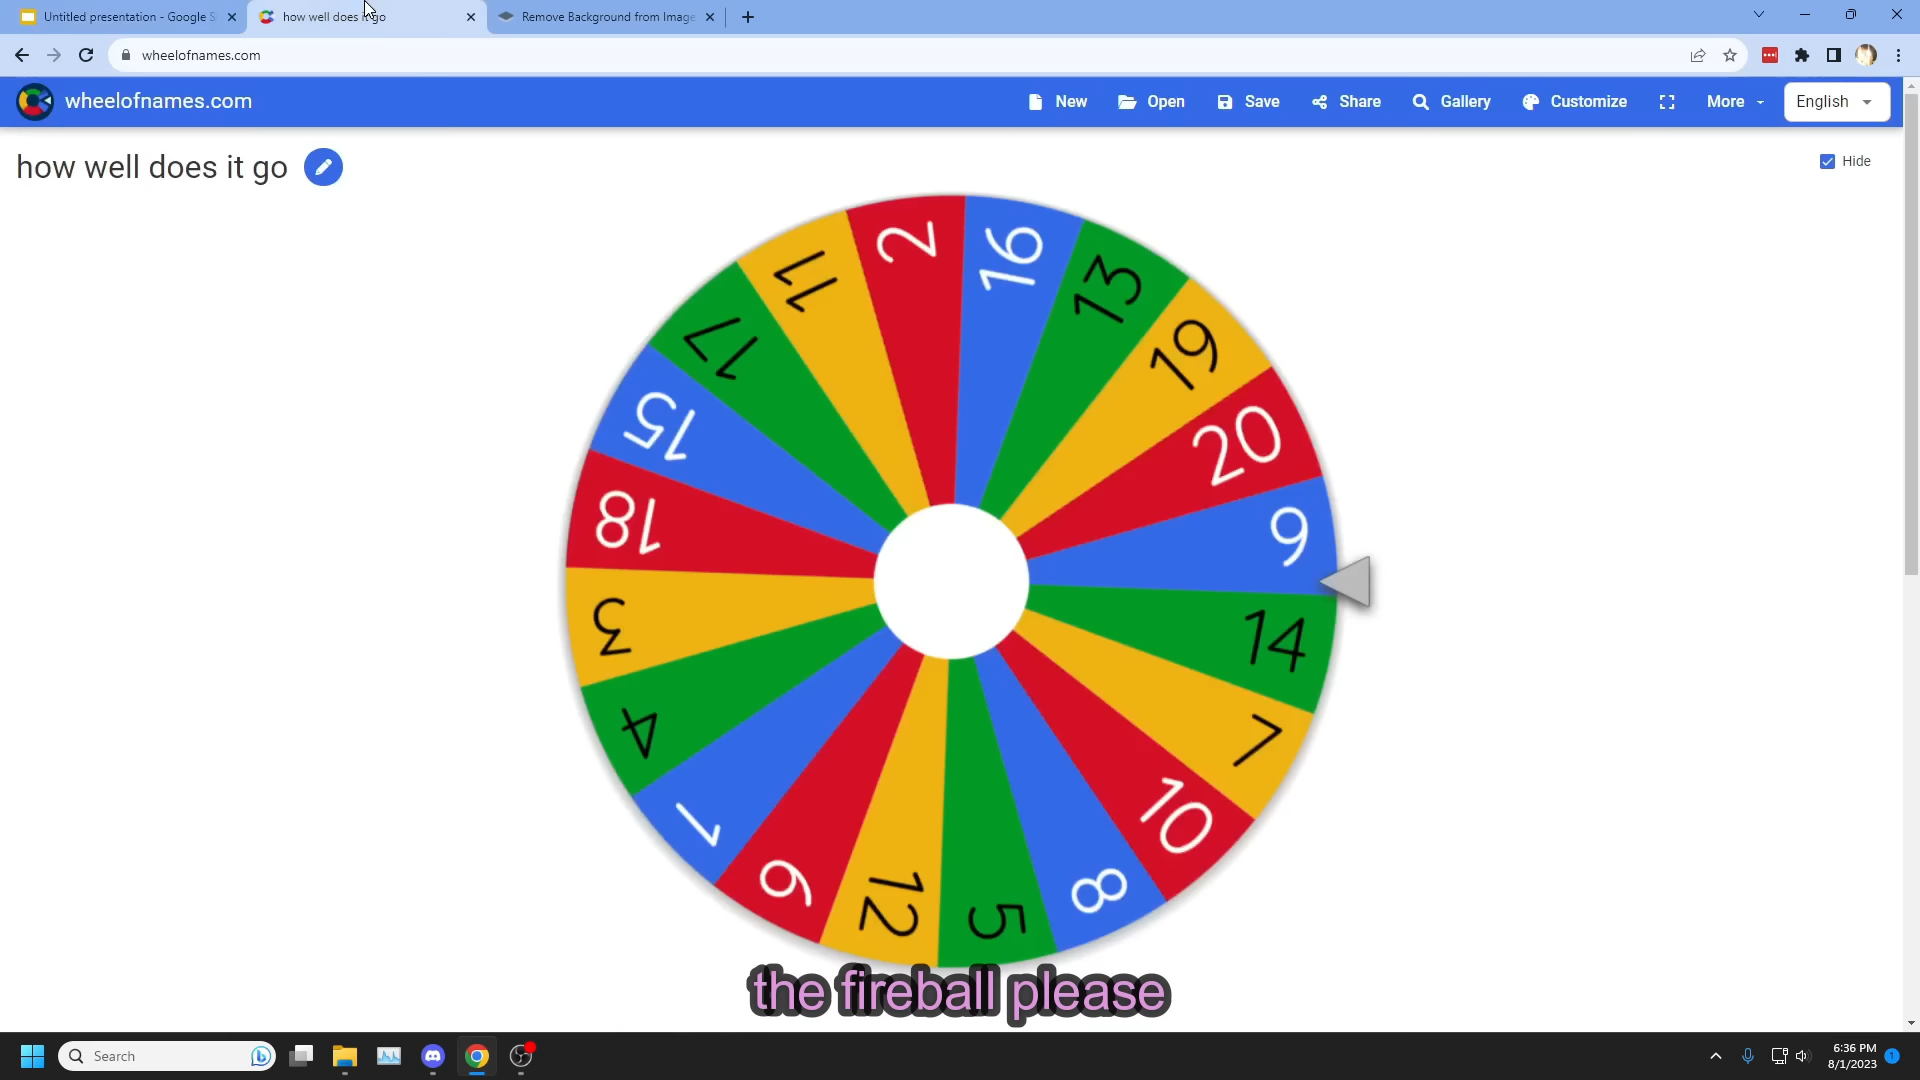 Untitled presentation - Google S
how well does it go
Remove Background from Image
wheelofnames.com
wheelofnames.com
New
Open
Save
Share
Gallery
Customize
More
English
how well does it go
Hide
2
16
13
19
20
9
14
7
10
8
5
12
6
1
4
3
18
15
17
11
the fireball please
Search
6:36 PM
8/1/2023
1